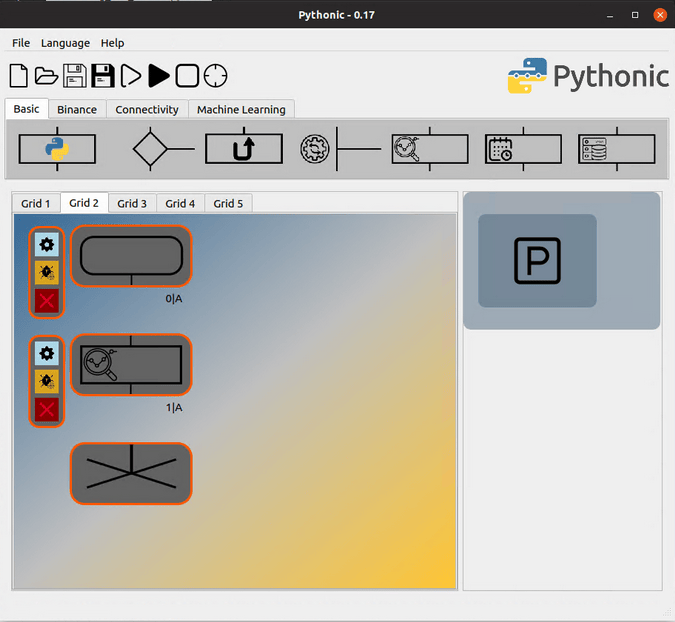 Pythonic - 0.17
File Language Help
Pythonic
Basic Binance Connectivity Machine Learning
Grid 1 Grid 2 Grid 3 Grid 4 Grid 5
P
0|A
1|A